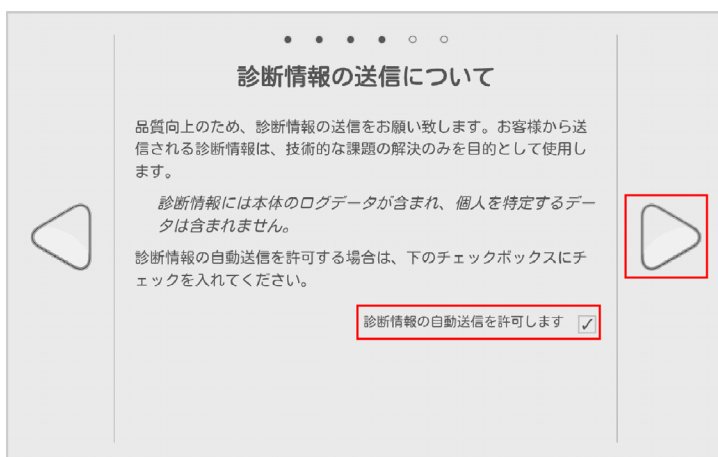 診断情報の送信について
品質向上のため、診断情報の送信をお願い致します。お客様から送
信される診断情報は、技術的な課題の解決のみを目的として使用し
ます。
診断情報には本体のログデータが含まれ、個人を特定するデー
タは含まれません。
診断情報の自動送信を許可する場合は、下のチェックボックスにチ
ェックを入れてください。
診断情報の自動送信を許可します